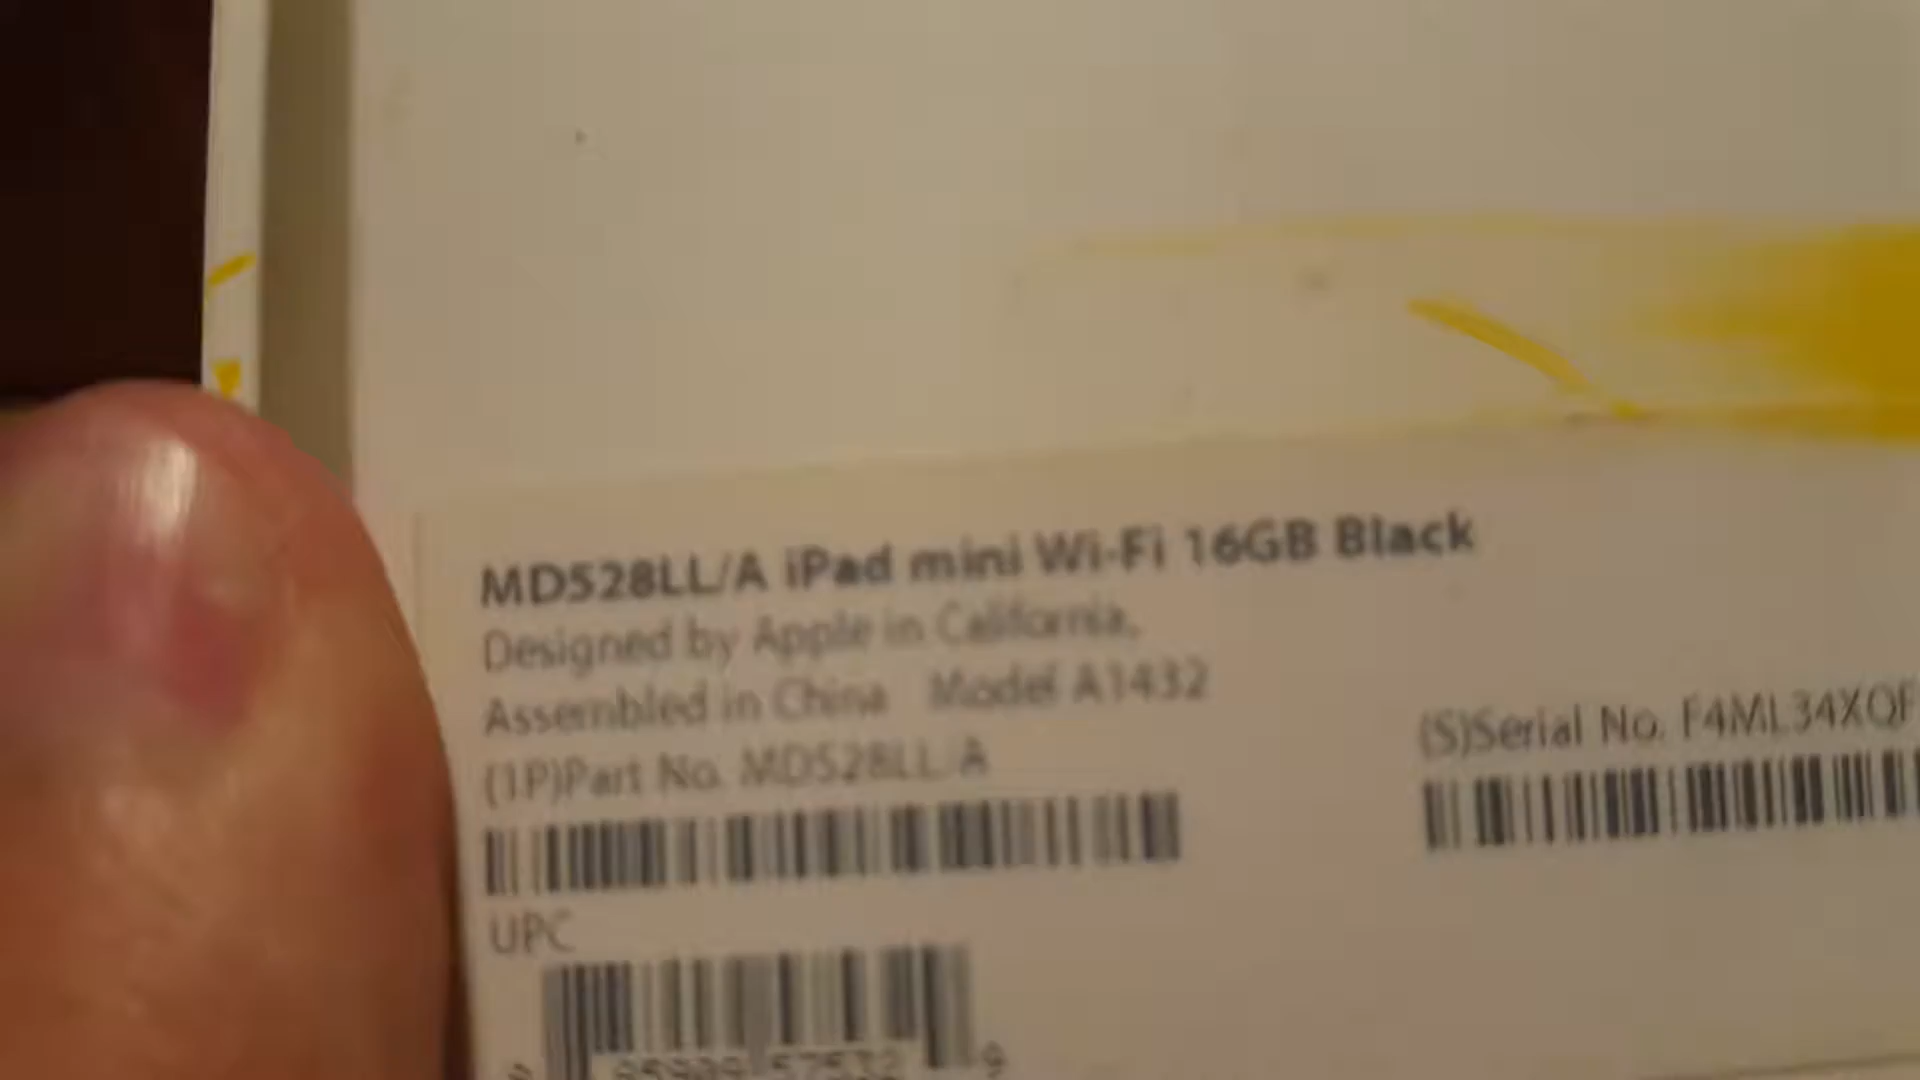 MD528LL/A iPad mini Wi-Fi 16GB Black
Designed by Apple in California,
Assembled in China Model A1432
(1P)Part No. MD528LL/A
(S)Serial No. F4ML34XQF
UPC
9